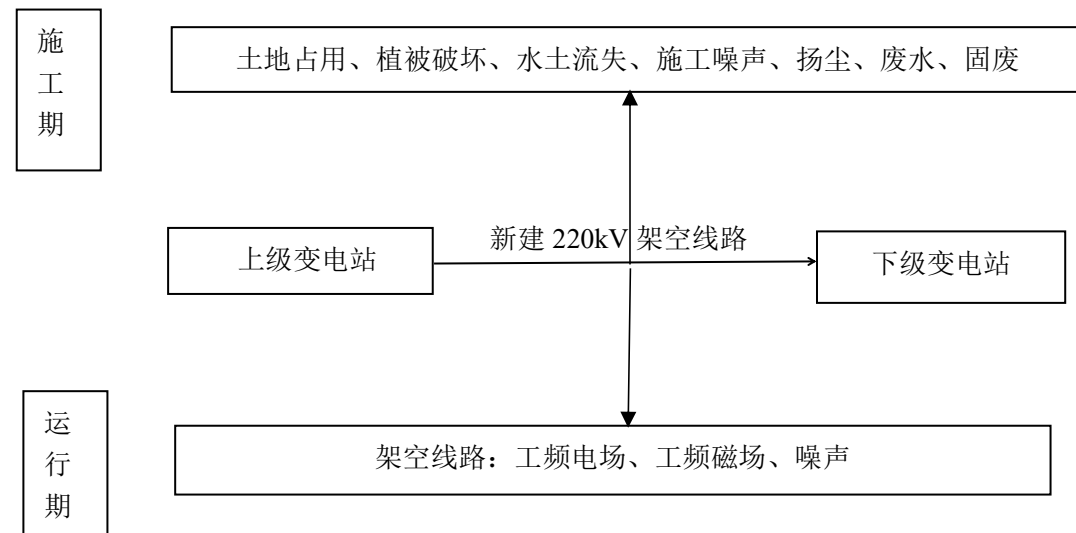 施工期
土地占用、植被破坏、水土流失、施工噪声、扬尘、废水、固废
新建 220kV 架空线路
上级变电站
下级变电站
运行期
架空线路：工频电场、工频磁场、噪声